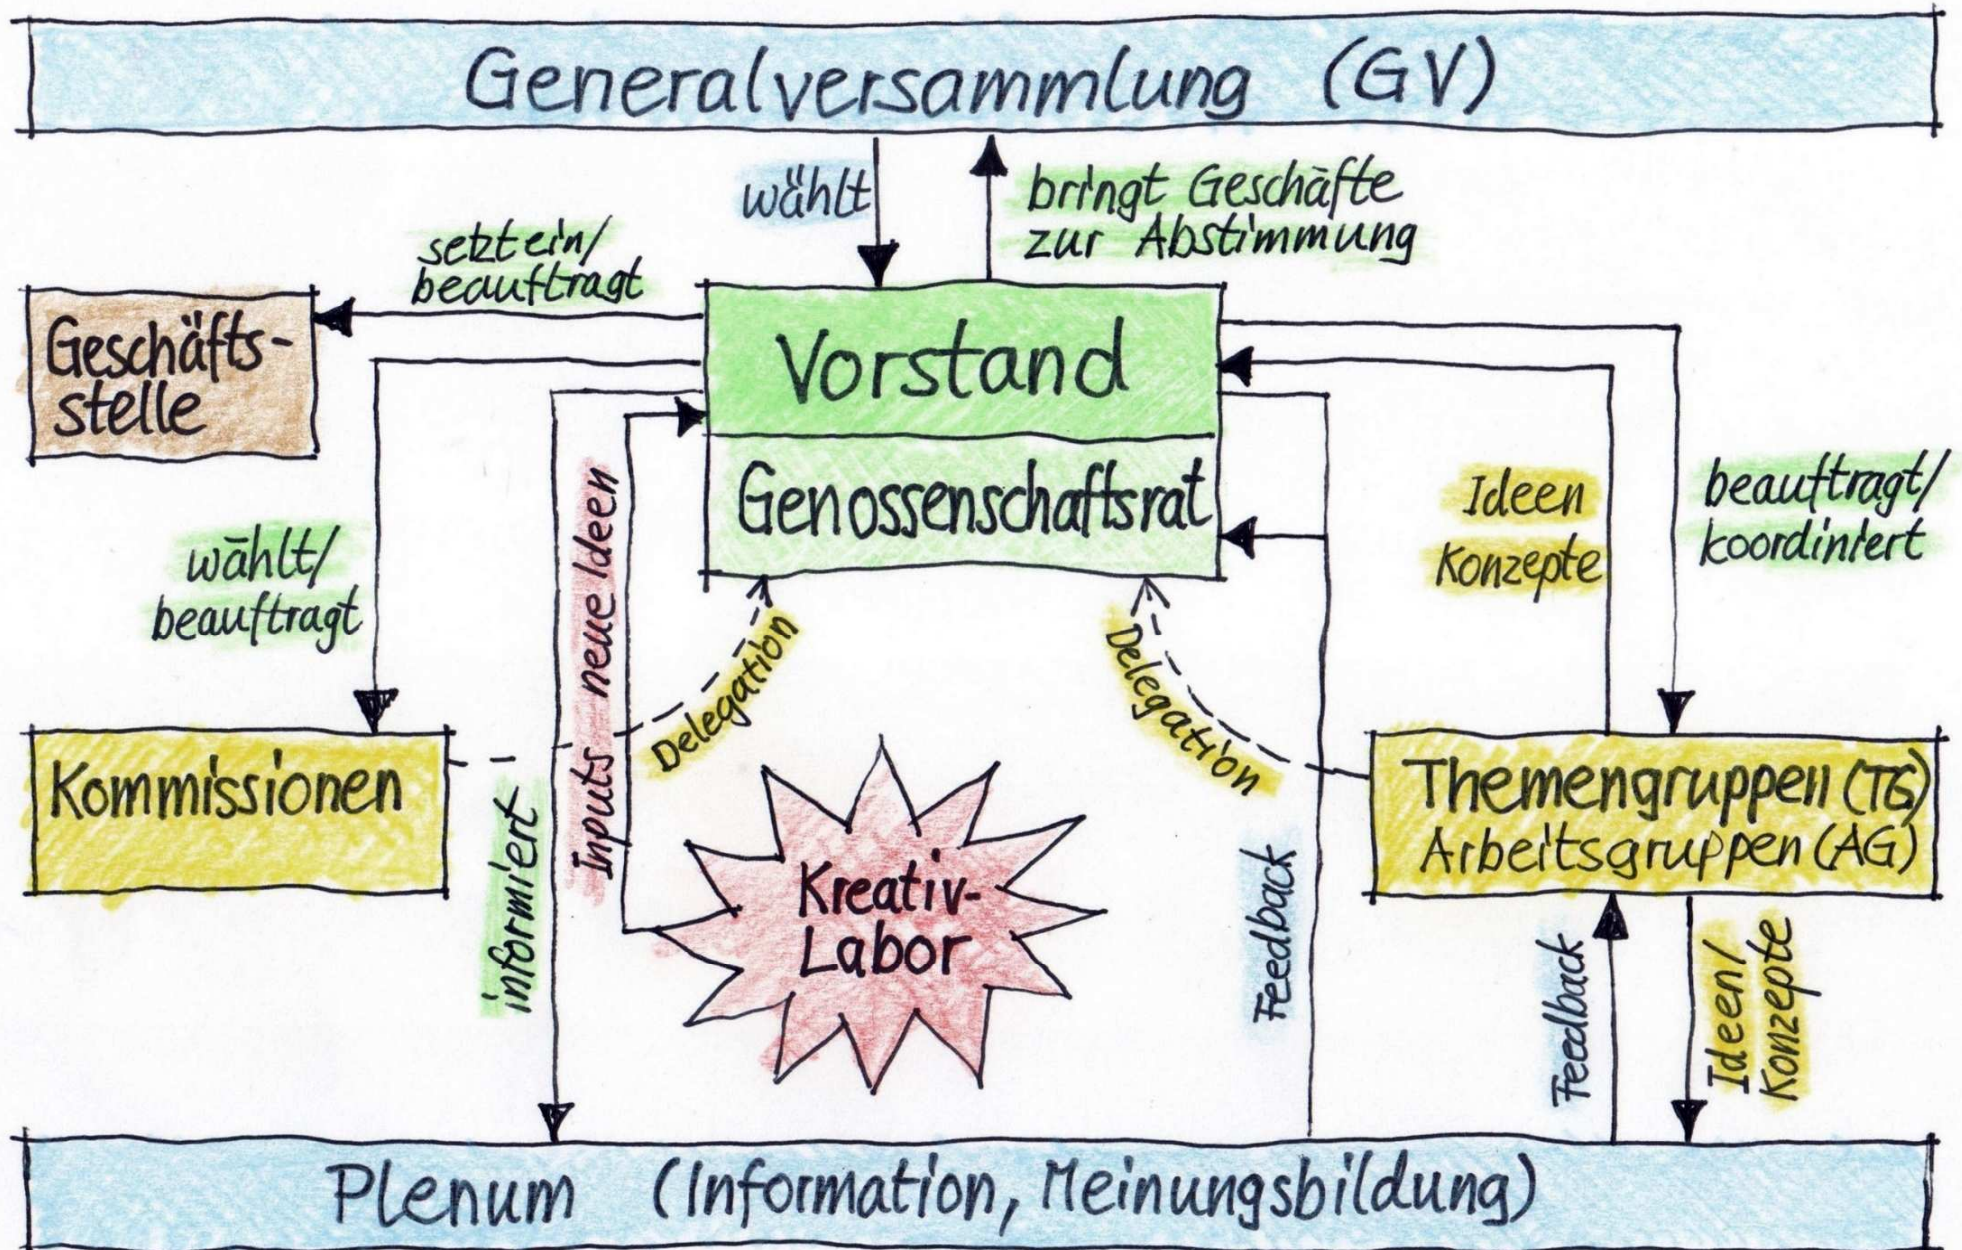 Generalversammlung (GV)
wählt
bringt Geschäfte
zur Abstimmung
setzt ein/
beauftragt
Geschäfts-
stelle
Vorstand
Genossenschaftsrat
Ideen
Konzepte
beauftragt/
koordiniert
wählt/
beauftragt
Inputs neue Ideen
Delegation
Delegation
Kommissionen
informiert
Kreativ-
Labor
Feedback
Themengruppen (TG)
Arbeitsgruppen (AG)
Feedback
Ideen/
Konzepte
Plenum (Information, Meinungsbildung)